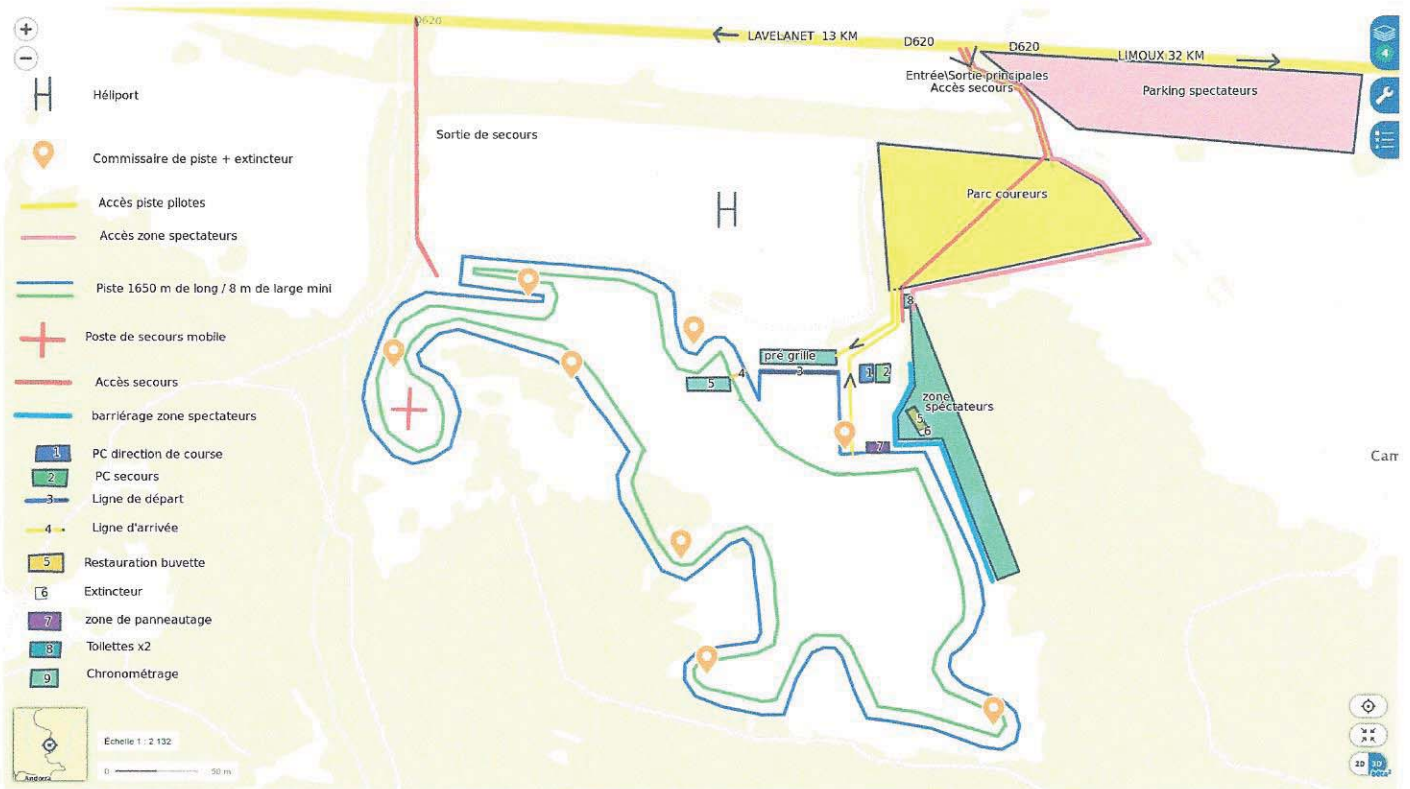 D620
LAVELANET 13 KM
D620
D620
LIMOUX 32 KM
4
Entrée\Sortie principales
Accès secours
Parking spectateurs
Héliport
Sortie de secours
Commissaire de piste + extincteur
H
Parc coureurs
Accès piste pilotes
Accès zone spectateurs
Piste 1650 m de long / 8 m de large mini
8
Poste de secours mobile
pré grille
3
4
5
1
2
Accès secours
barriérage zone spectateurs
zone
spéctateurs
5
6
7
1 PC direction de course
2 PC secours
3 Ligne de départ
4 Ligne d'arrivée
5 Restauration buvette
6 Extincteur
7 zone de panneautage
8 Toilettes x2
9 Chronométrage
Cam
Échelle 1 : 2 132
0 50 m
Andorra
2D 3D
bêta